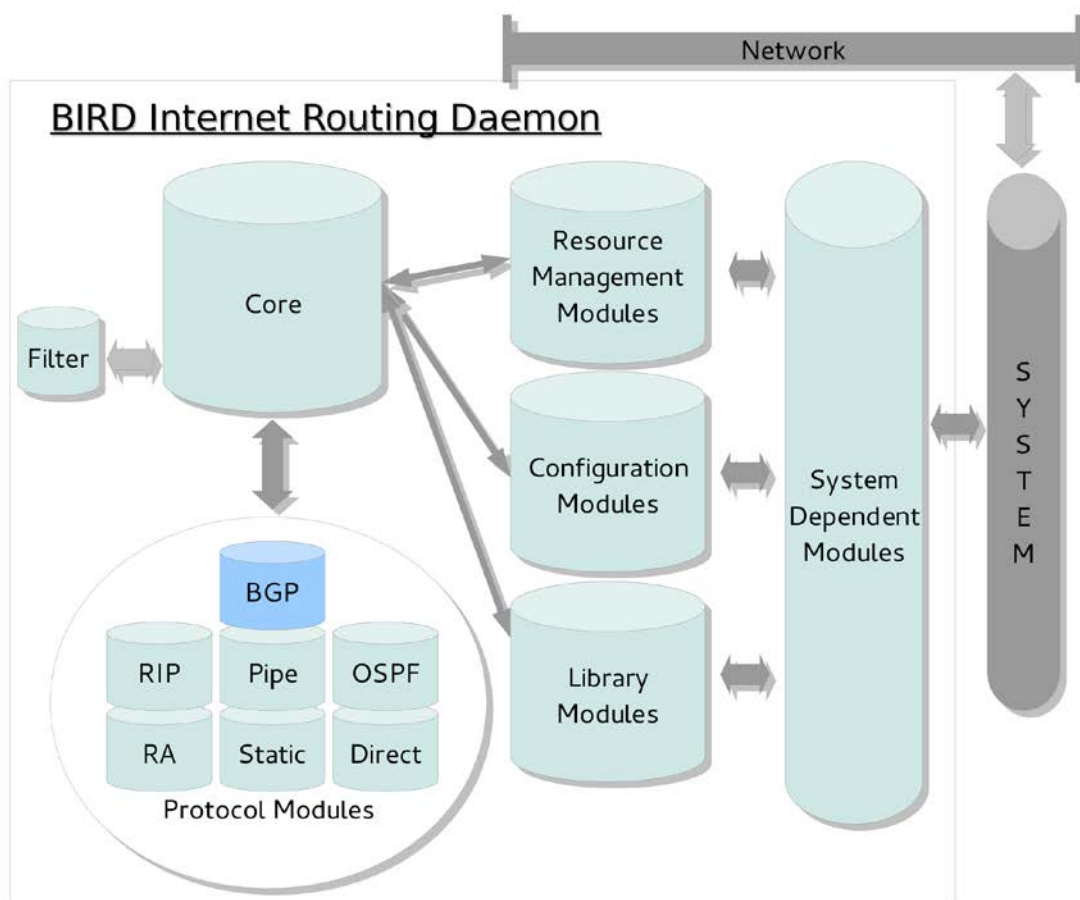 Network
BIRD Internet Routing Daemon
Core
Filter
Resource
Management
Modules
Configuration
Modules
Library
Modules
System
Dependent
Modules
SYSTEM
BGP
RIP
Pipe
OSPF
RA
Static
Direct
Protocol Modules